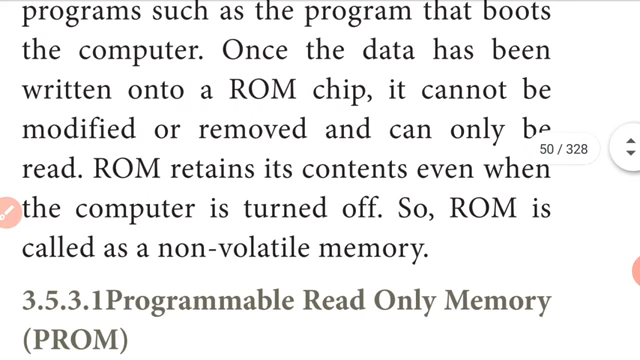 programs such as the program that boots
the computer. Once the data has been
written onto a ROM chip, it cannot be
modified or removed and can only be
50 / 328
read. ROM retains its contents even when
the computer is turned off. So, ROM is
called as a non-volatile memory.
3.5.3.1Programmable Read Only Memory
(PROM)